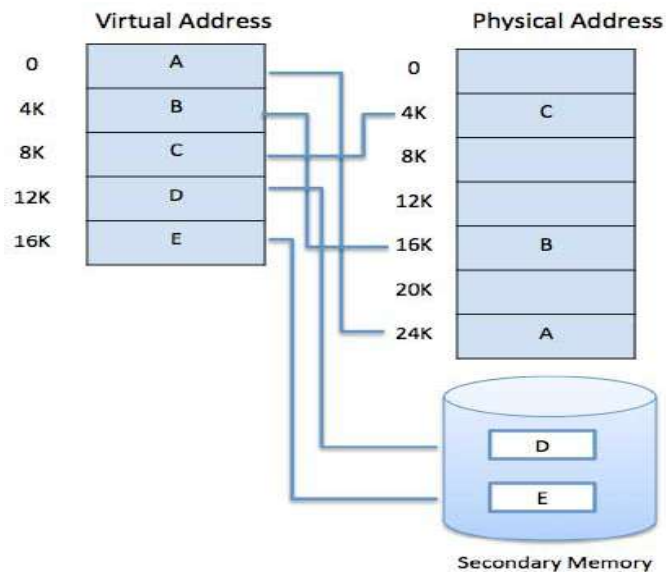 Virtual Address
0
A
4K
B
8K
C
12K
D
16K
E
Physical Address
0
4K
C
8K
12K
16K
B
20K
24K
A
D
E
Secondary Memory